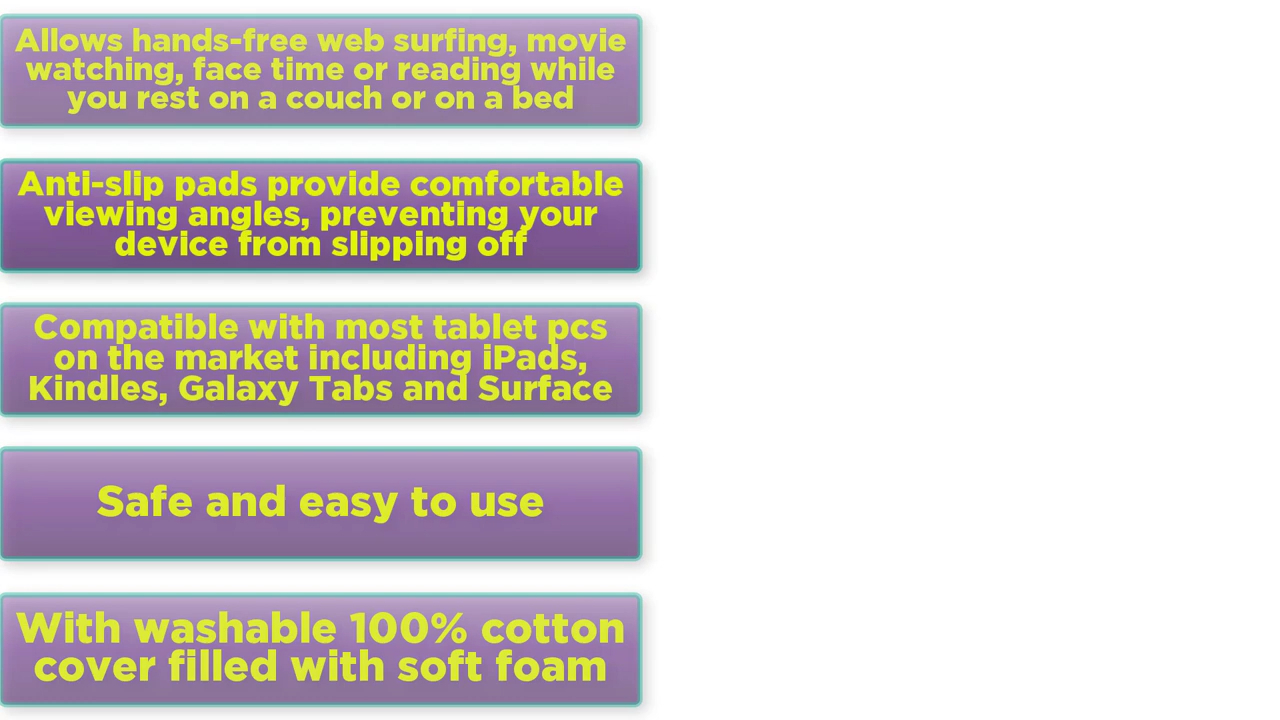 Allows hands-free web surfing, movie
watching, face time or reading while
you rest on a couch or on a bed
Anti-slip pads provide comfortable
viewing angles, preventing your
device from slipping off
Compatible with most tablet pcs
on the market including iPads,
Kindles, Galaxy Tabs and Surface
Safe and easy to use
With washable 100% cotton
cover filled with soft foam